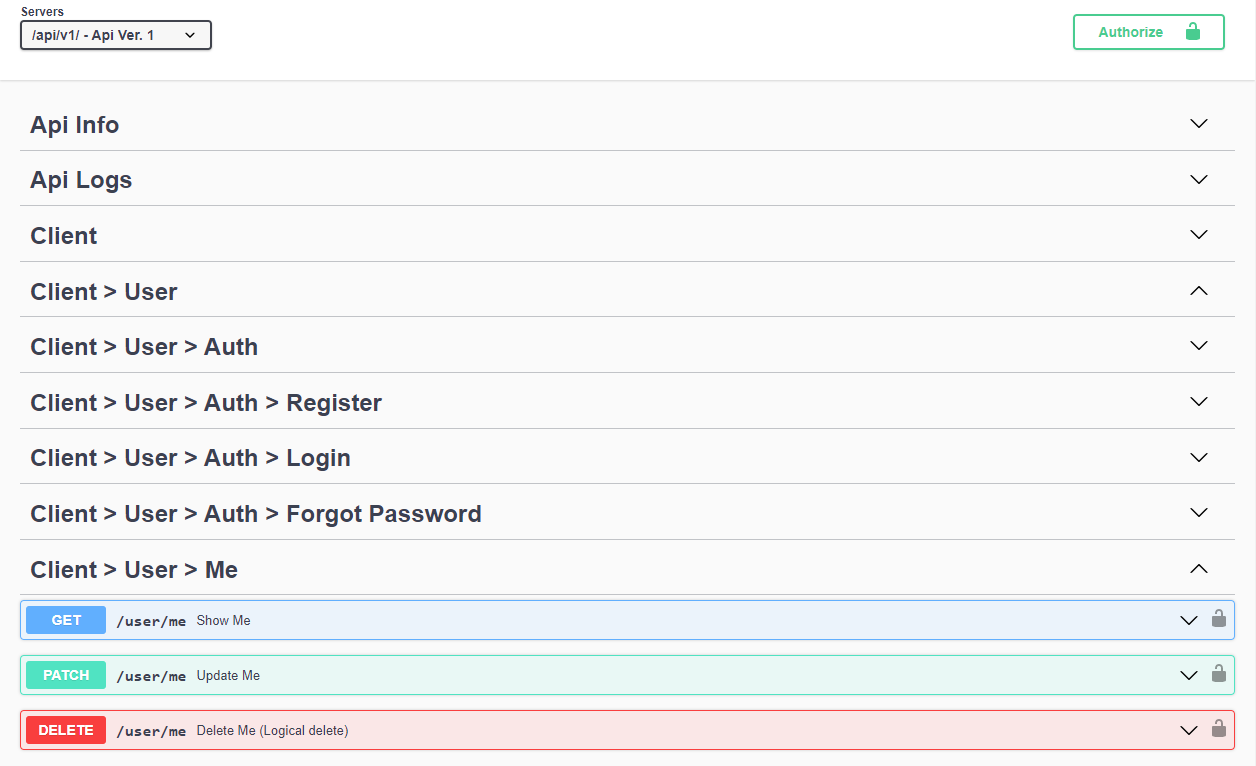 Servers
/api/v1/ - Api Ver. 1
Authorize
Api Info
Api Logs
Client
Client > User
Client > User > Auth
Client > User > Auth > Register
Client > User > Auth > Login
Client > User > Auth > Forgot Password
Client > User > Me
GET /user/me Show Me
PATCH /user/me Update Me
DELETE /user/me Delete Me (Logical delete)